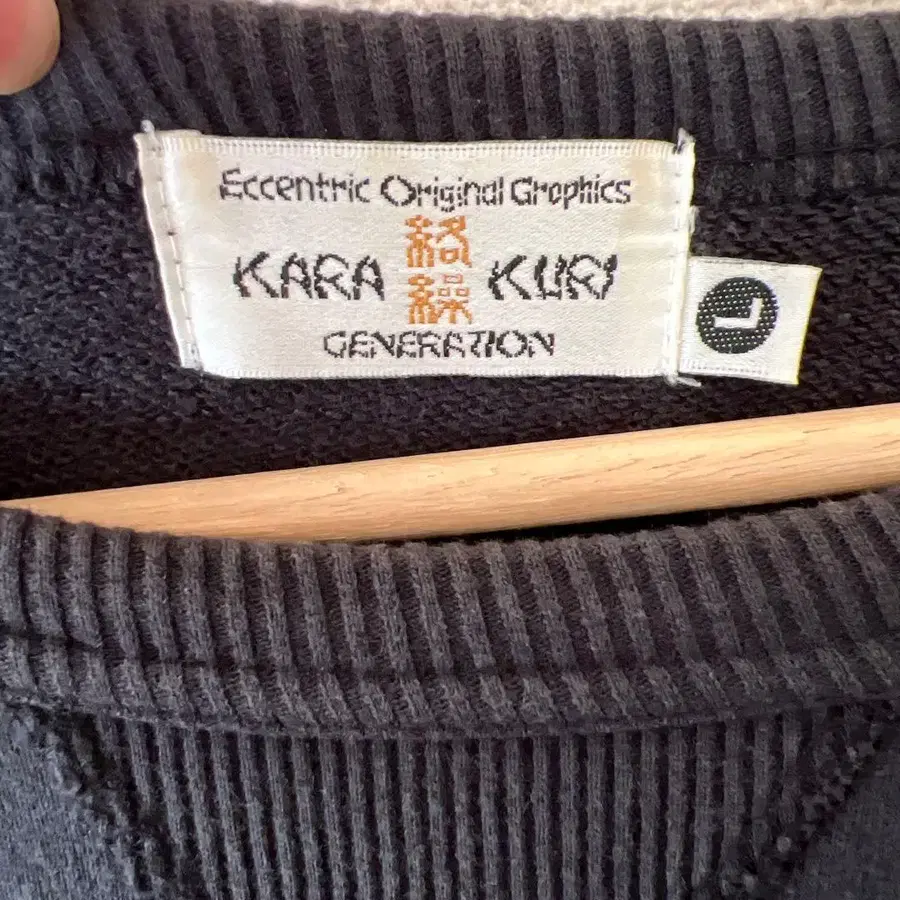 Eccentric Original Graphics
KARA 絡繰 KURI
GENERATION
L